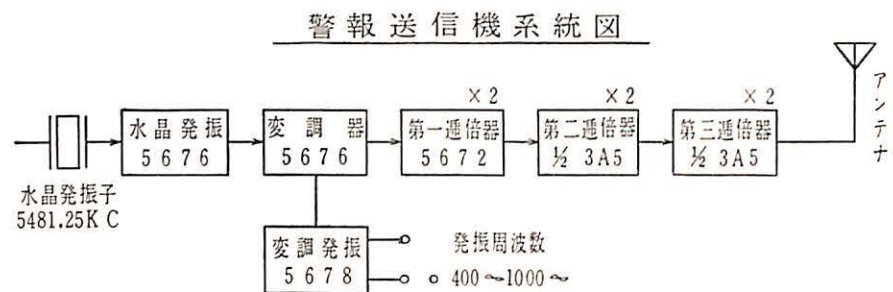 警報送信機系統図
×2
×2
×2
アンテナ
水晶発振
5676
変調器
5676
第一逓倍器
5672
第二逓倍器
½ 3A5
第三逓倍器
½ 3A5
水晶発振子
5481.25KC
変調発振
5678
発振周波数
400〜1000〜